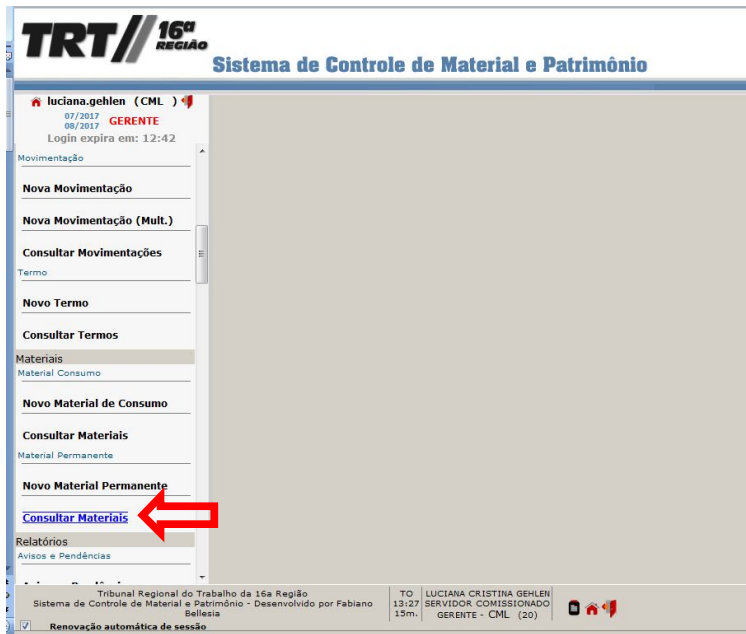 TRT// 16ª
REGIÃO
Sistema de Controle de Material e Patrimônio
luciana.gehlen (CML )
07/2017
08/2017 GERENTE
Login expira em: 12:42
Movimentação
Nova Movimentação
Nova Movimentação (Mult.)
Consultar Movimentações
Termo
Novo Termo
Consultar Termos
Materiais
Material Consumo
Novo Material de Consumo
Consultar Materiais
Material Permanente
Novo Material Permanente
Consultar Materiais
Relatórios
Avisos e Pendências
Tribunal Regional do Trabalho da 16a Região
Sistema de Controle de Material e Patrimônio - Desenvolvido por Fabiano
Bellesia
Renovação automática de sessão
TO
13:27
15m.
LUCIANA CRISTINA GEHLEN
SERVIDOR COMISSIONADO
GERENTE - CML (20)